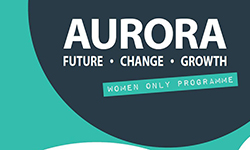 AURORA
FUTURE • CHANGE • GROWTH
WOMEN ONLY PROGRAMME